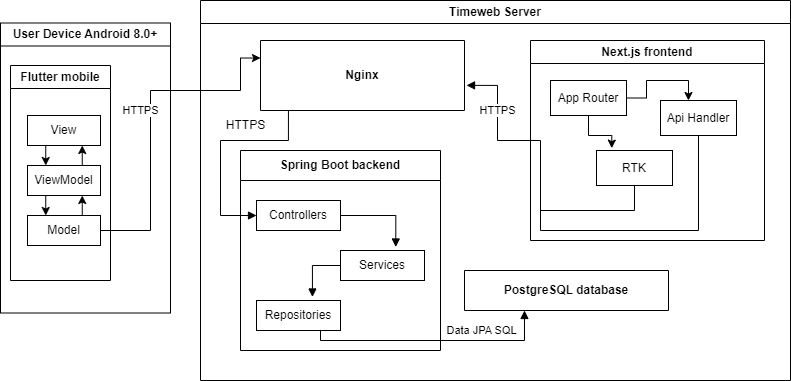 Timeweb Server
User Device Android 8.0+
Flutter mobile
View
ViewModel
Model
HTTPS
Nginx
HTTPS
HTTPS
Next.js frontend
App Router
Api Handler
RTK
Spring Boot backend
Controllers
Services
Repositories
Data JPA SQL
PostgreSQL database